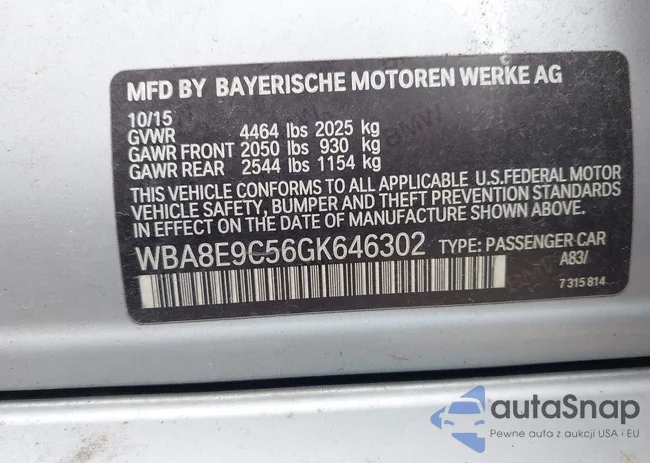 MFD BY BAYERISCHE MOTOREN WERKE AG
10/15
GVWR 4464 lbs 2025 kg
GAWR FRONT 2050 lbs 930 kg
GAWR REAR 2544 lbs 1154 kg
THIS VEHICLE CONFORMS TO ALL APPLICABLE U.S.FEDERAL MOTOR
VEHICLE SAFETY, BUMPER AND THEFT PREVENTION STANDARDS
IN EFFECT ON THE DATE OF MANUFACTURE SHOWN ABOVE.
WBA8E9C56GK646302 TYPE: PASSENGER CAR
A83/
7 315 814
autaSnap
Pewne auta z aukcji USA i EU